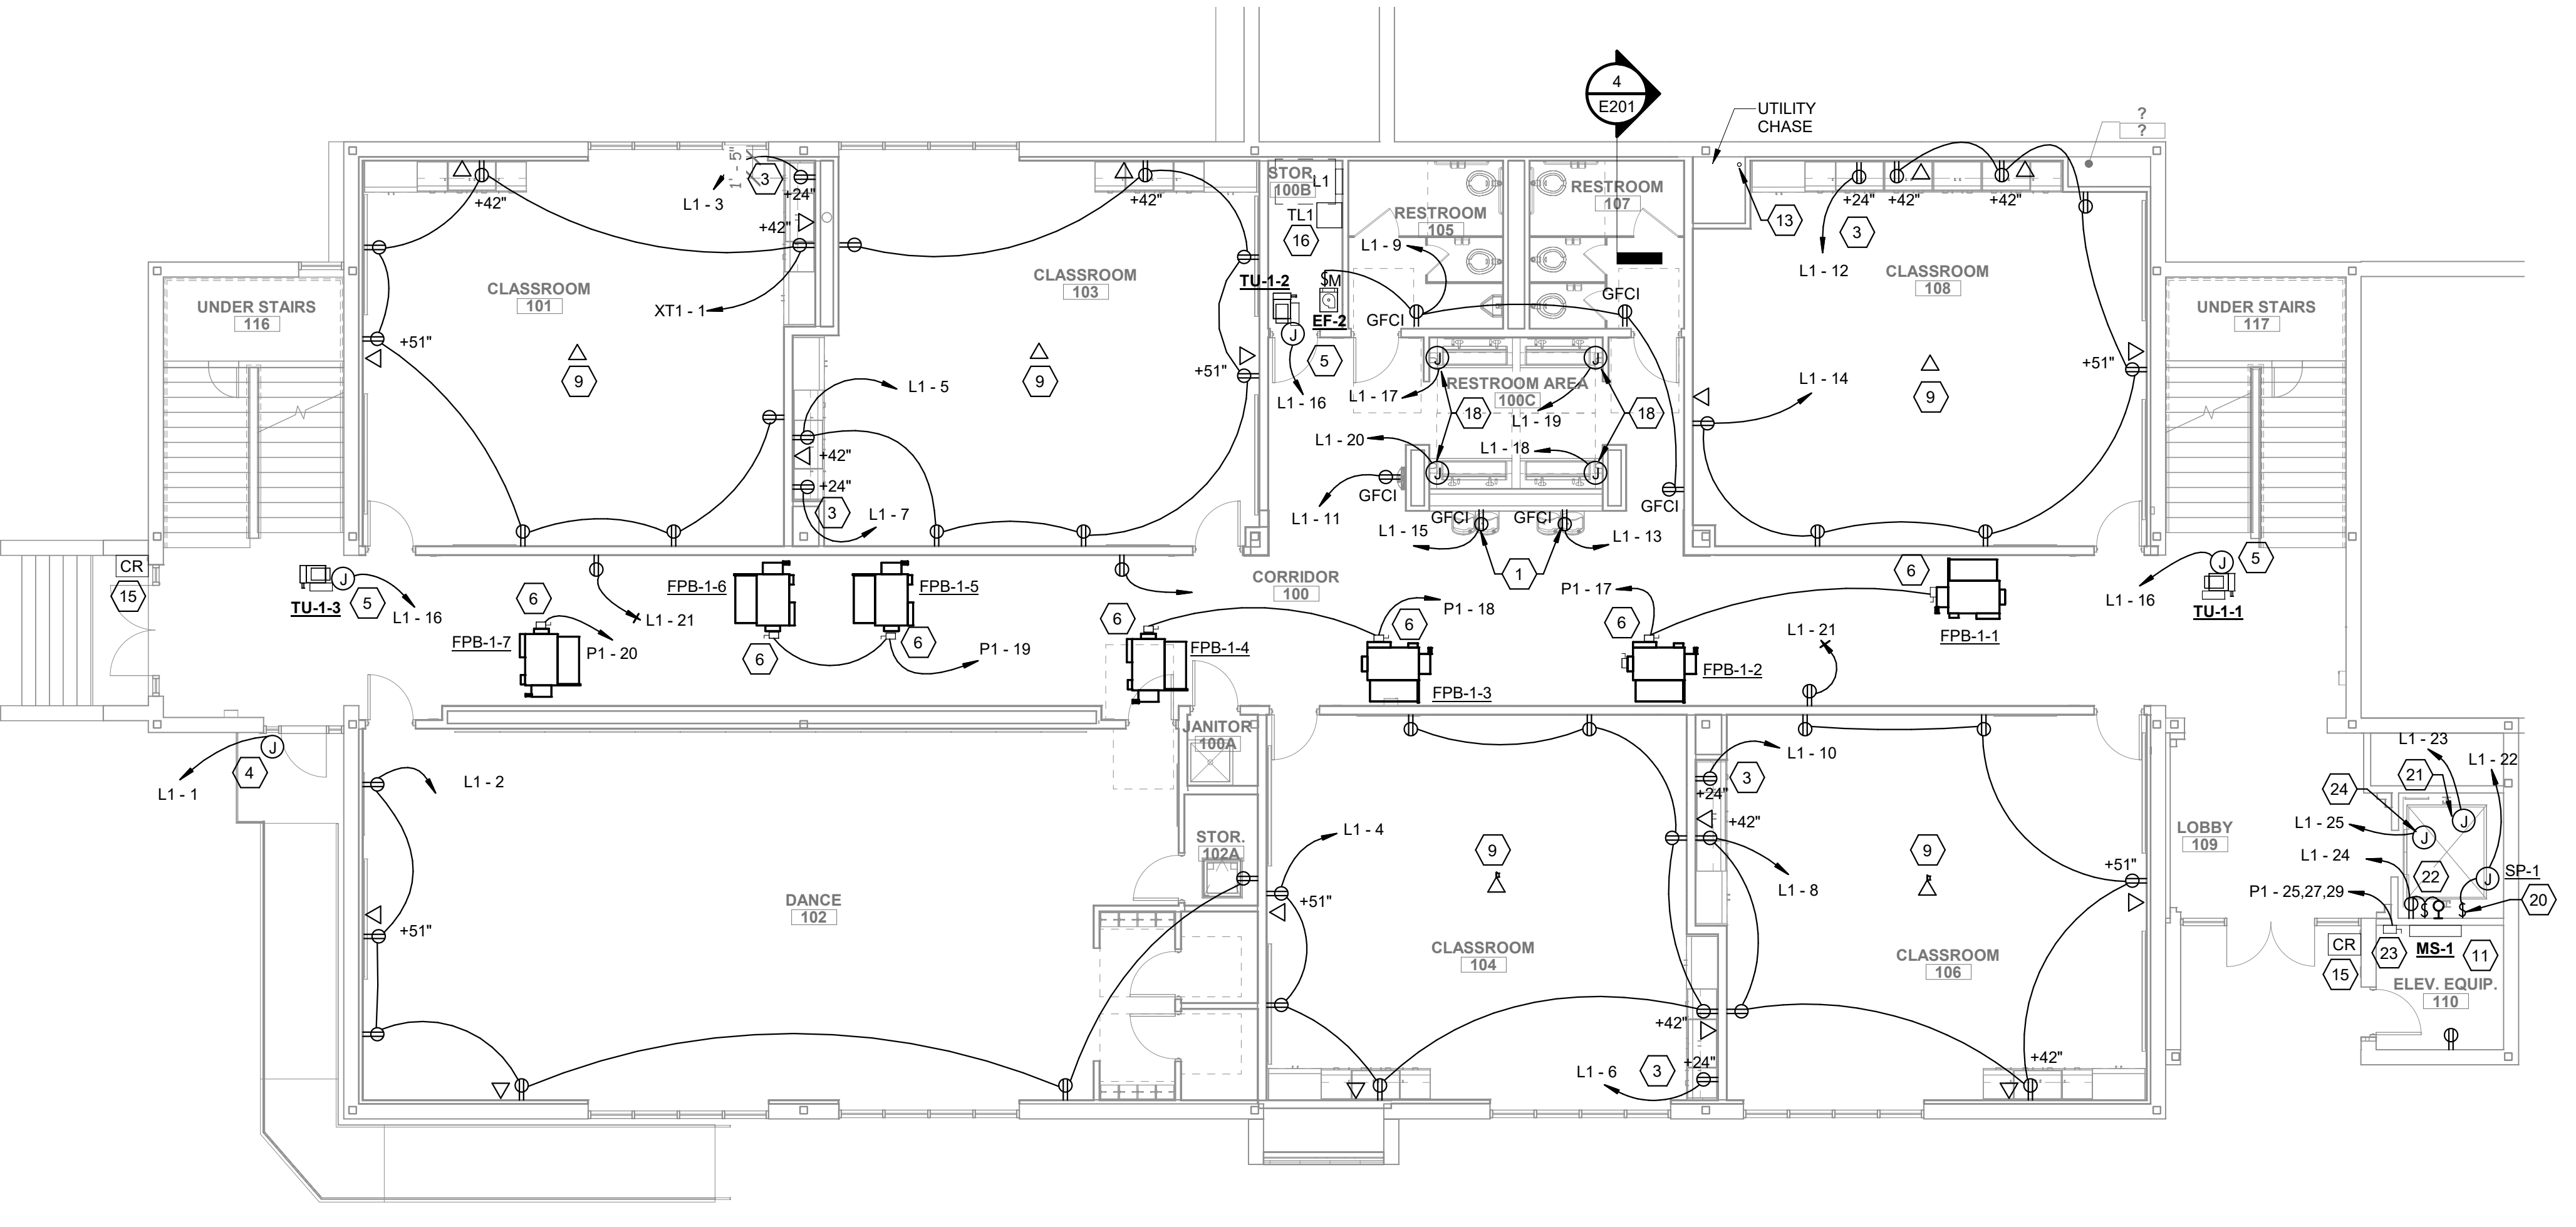 4
E201
UTILITY
CHASE
?
?
1' - 5"
3
L1 - 3
+24"
+42"
+42"
+42"
STOR.
100B
L1
TL1
16
RESTROOM
105
RESTROOM
107
13
+24"
+42"
+42"
3
L1 - 12
L1 - 9
CLASSROOM
101
CLASSROOM
103
CLASSROOM
108
UNDER STAIRS
116
UNDER STAIRS
117
XT1 - 1
TU-1-2
$M
EF-2
GFCI
GFCI
5
+51"
9
9
+51"
9
+51"
L1 - 5
L1 - 16
L1 - 17
RESTROOM AREA
100C
J
J
J
18
L1 - 19
18
L1 - 14
L1 - 20
L1 - 18
J
J
+42"
+24"
3
L1 - 7
GFCI
L1 - 11
GFCI
GFCI
GFCI
L1 - 15
L1 - 13
1
CR
15
TU-1-3
J
5
L1 - 16
6
FPB-1-7
P1 - 20
L1 - 21
FPB-1-6
6
FPB-1-5
6
P1 - 19
CORRIDOR
100
6
FPB-1-4
6
P1 - 18
FPB-1-3
P1 - 17
6
FPB-1-2
L1 - 21
6
FPB-1-1
L1 - 16
J
5
TU-1-1
J
4
L1 - 1
L1 - 2
+51"
DANCE
102
JANITOR
100A
STOR.
102A
L1 - 4
+51"
9
CLASSROOM
104
+42"
+24"
3
L1 - 6
L1 - 10
3
+24"
+42"
L1 - 8
9
CLASSROOM
106
+51"
+42"
LOBBY
109
L1 - 23
L1 - 22
21
24
J
L1 - 25
J
L1 - 24
22
J
SP-1
P1 - 25,27,29
$
$
20
CR
15
23
MS-1
11
ELEV. EQUIP.
110